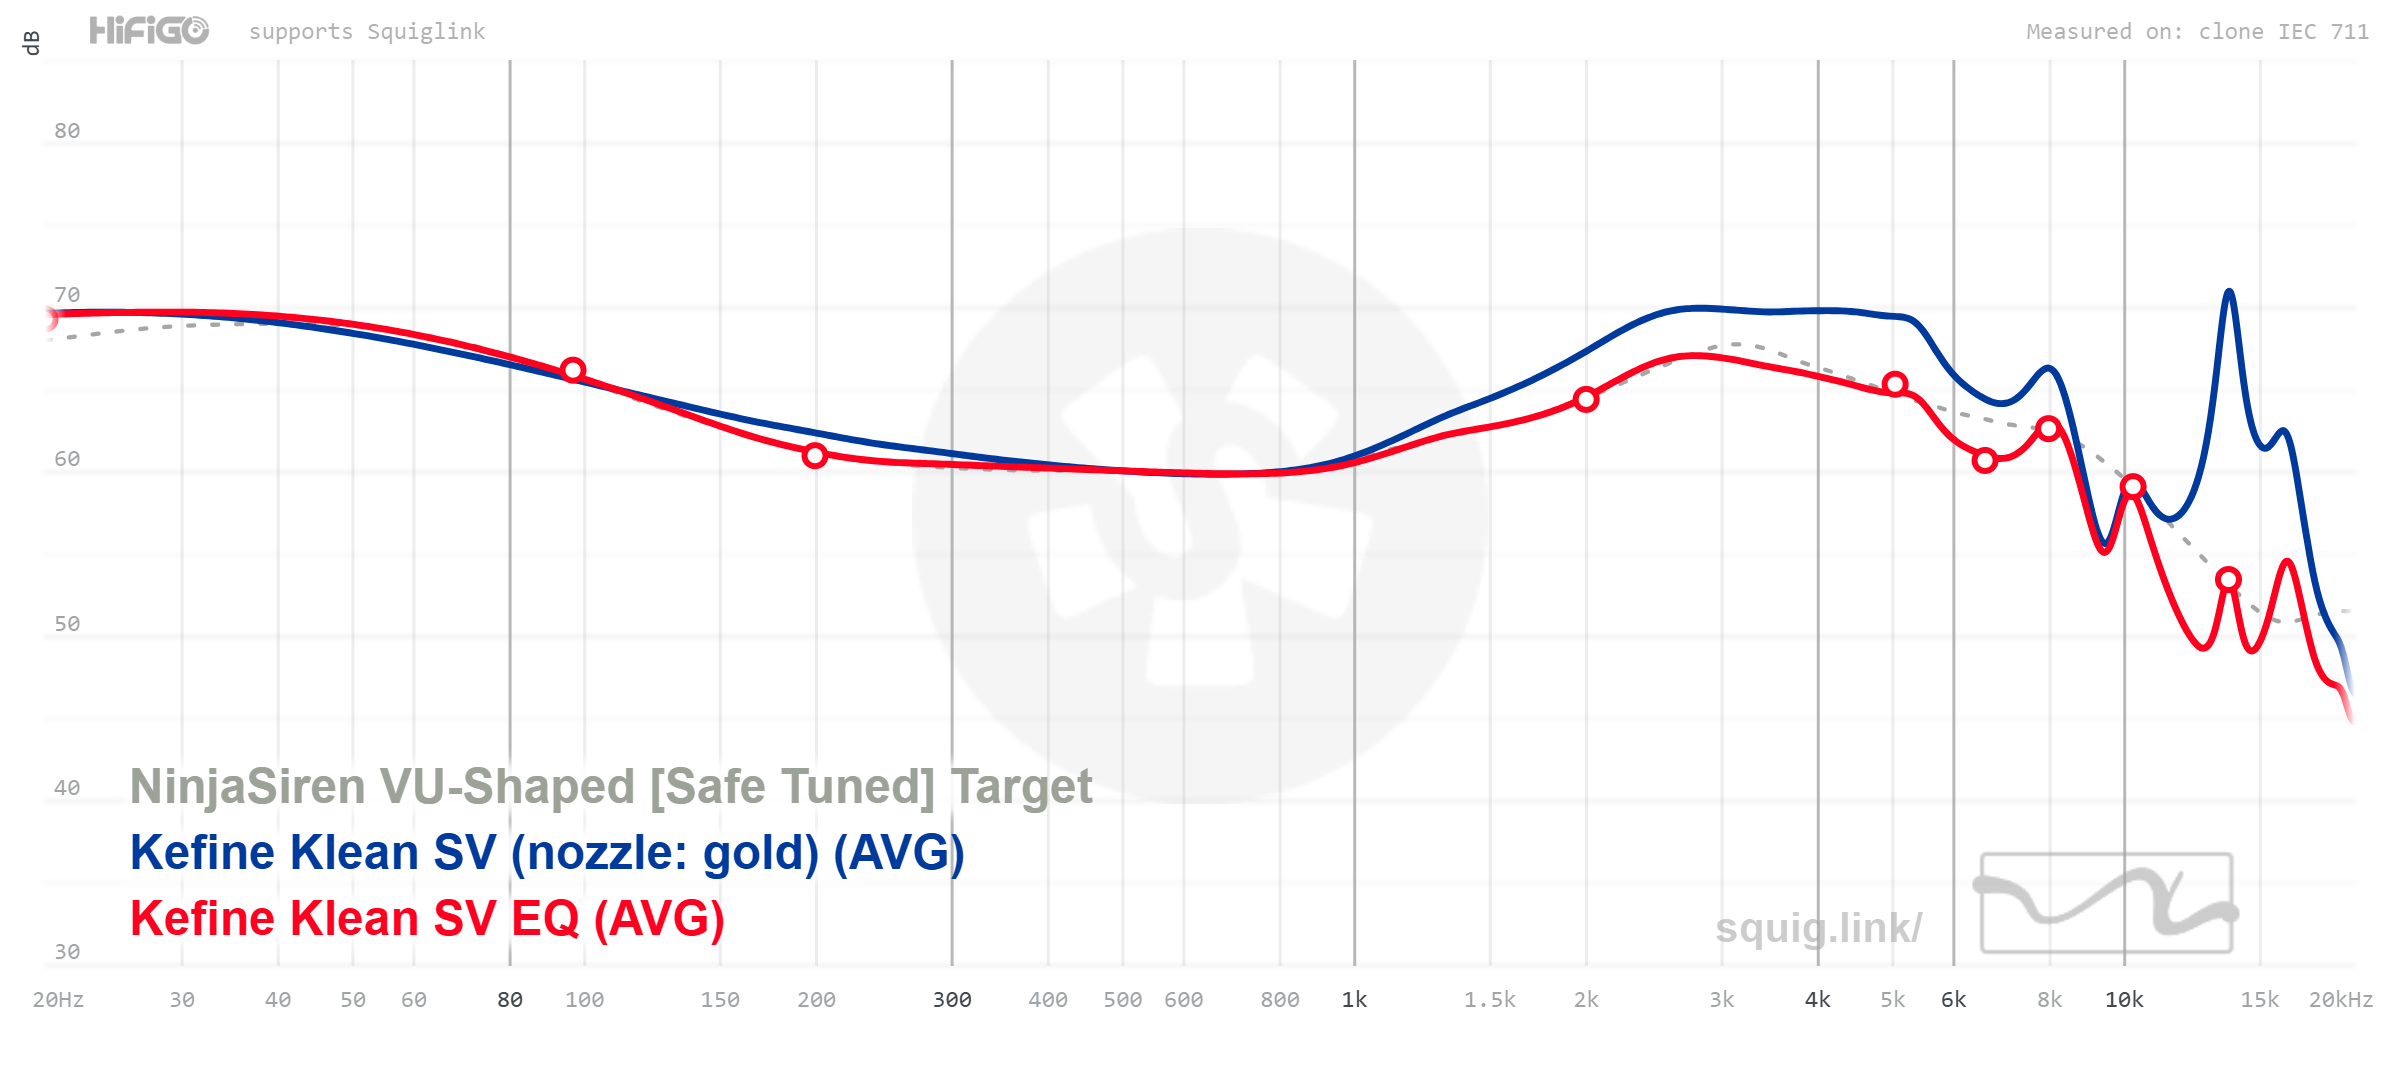 dB
HiFiGO supports Squiglink
Measured on: clone IEC 711
80
70
60
50
40
30
NinjaSiren VU-Shaped [Safe Tuned] Target
Kefine Klean SV (nozzle: gold) (AVG)
Kefine Klean SV EQ (AVG)
squig.link/
20Hz 30 40 50 60 80 100 150 200 300 400 500 600 800 1k 1.5k 2k 3k 4k 5k 6k 8k 10k 15k 20kHz